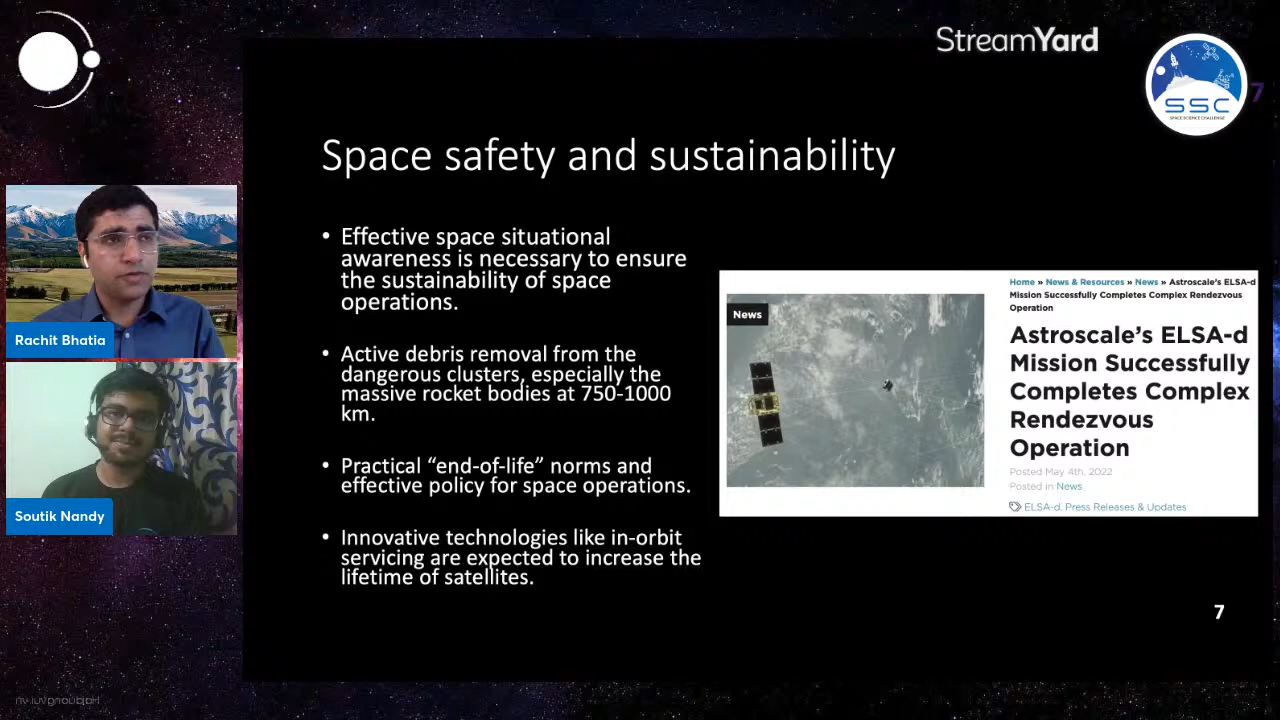 StreamYard
SSC
SPACE SCIENCE CHALLENGE
7
Space safety and sustainability
• Effective space situational
awareness is necessary to ensure
the sustainability of space
operations.
• Active debris removal from the
dangerous clusters, especially the
massive rocket bodies at 750-1000
km.
• Practical “end-of-life” norms and
effective policy for space operations.
• Innovative technologies like in-orbit
servicing are expected to increase the
lifetime of satellites.
News
Home » News & Resources » News » Astroscale’s ELSA-d
Mission Successfully Completes Complex Rendezvous
Operation
Astroscale’s ELSA-d
Mission Successfully
Completes Complex
Rendezvous
Operation
Posted May 4th, 2022
Posted in News
ELSA-d, Press Releases & Updates
7
Rachit Bhatia
Soutik Nandy